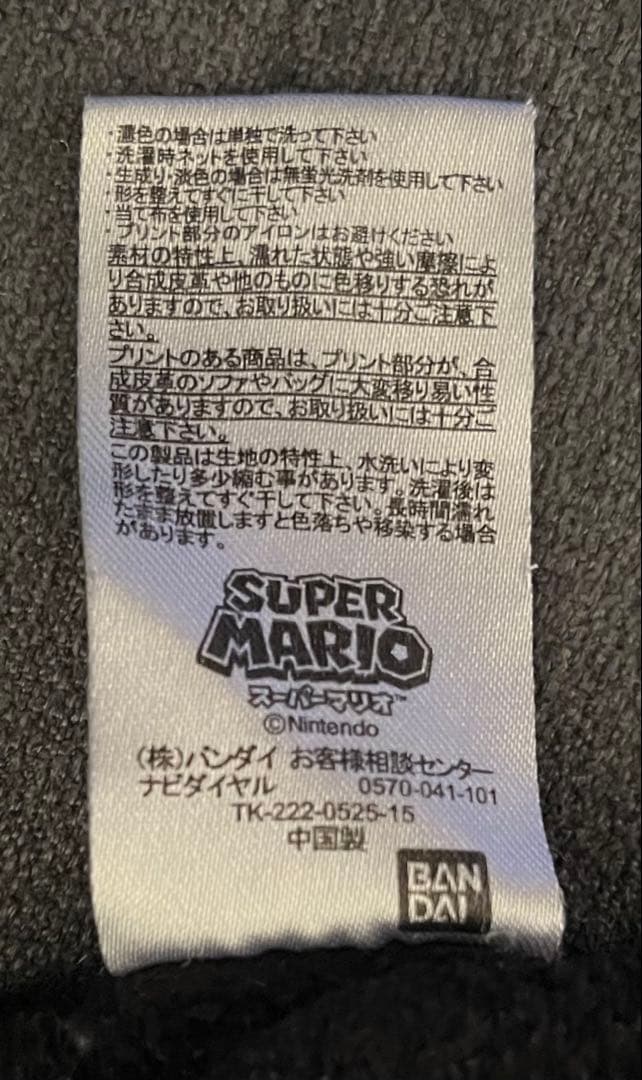 ・濃色の場合は単独で洗って下さい
・洗濯時ネットを使用して下さい
・生成り・淡色の場合は無蛍光洗剤を使用して下さい
・形を整えてすぐに干して下さい
・当て布を使用して下さい
・プリント部分のアイロンはお避けください
素材の特性上、濡れた状態や強い摩擦によ
り合成皮革や他のものに色移りする恐れが
ありますので、お取り扱いには十分ご注意下
さい。
プリントのある商品は、プリント部分が、合
成皮革のソファやバッグに大変移り易い性
質がありますので、お取り扱いには十分ご
注意下さい。
この製品は生地の特性上、水洗いにより変
形したり多少縮む事があります。洗濯後は
形を整えてすぐ干して下さい。長時間濡れ
たまま放置しますと色落ちや移染する場合
があります。
SUPER
MARIO
スーパーマリオ™
©Nintendo
(株)バンダイ お客様相談センター
ナビダイヤル 0570-041-101
TK-222-0525-15
中国製
BAN
DAI